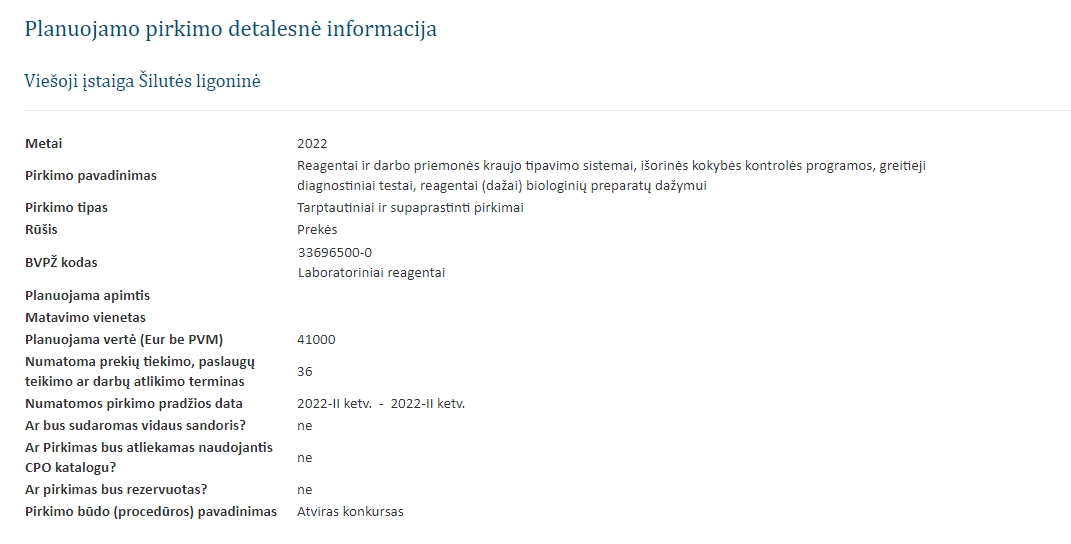 Planuojamo pirkimo detalesnė informacija
Viešoji įstaiga Šilutės ligoninė
Metai 2022
Pirkimo pavadinimas Reagentai ir darbo priemonės kraujo tipavimo sistemai, išorinės kokybės kontrolės programos, greitieji
diagnostiniai testai, reagentai (dažai) biologinių preparatų dažymui
Pirkimo tipas Tarptautiniai ir supaprastinti pirkimai
Rūšis Prekės
BVPŽ kodas 33696500-0
Laboratoriniai reagentai
Planuojama apimtis
Matavimo vienetas
Planuojama vertė (Eur be PVM) 41000
Numatoma prekių tiekimo, paslaugų
teikimo ar darbų atlikimo terminas 36
Numatomos pirkimo pradžios data 2022-II ketv. - 2022-II ketv.
Ar bus sudaromas vidaus sandoris? ne
Ar Pirkimas bus atliekamas naudojantis
CPO katalogu? ne
Ar pirkimas bus rezervuotas? ne
Pirkimo būdo (procedūros) pavadinimas Atviras konkursas